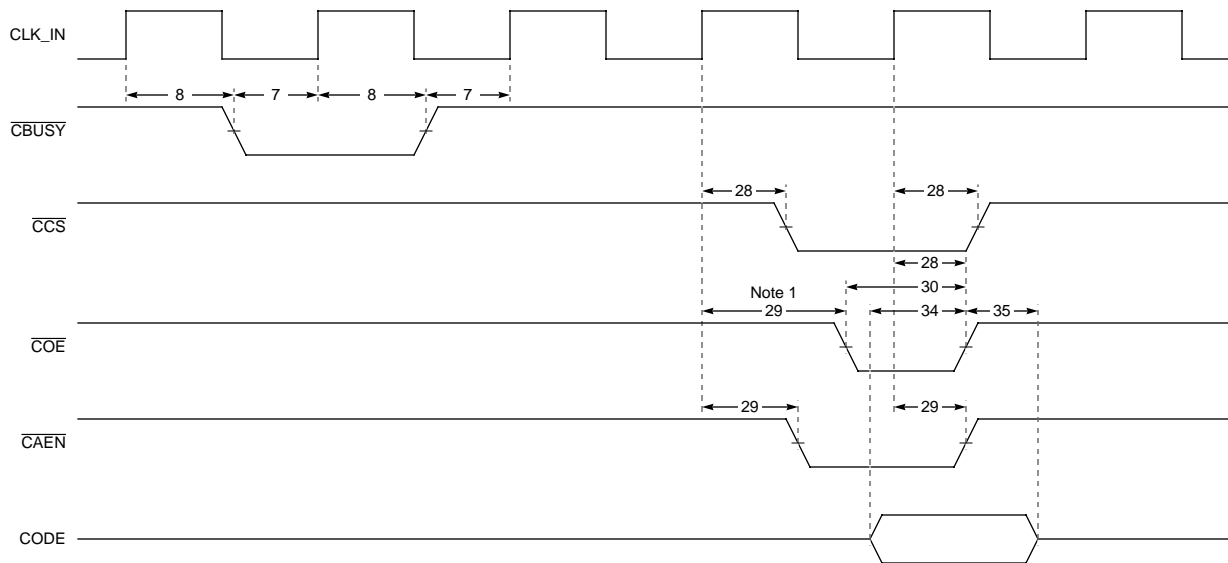 CLK_IN
8 7 8 7
CBUSY
28 28
CCS
28
30
Note 1
29 34 35
COE
29 29
CAEN
CODE